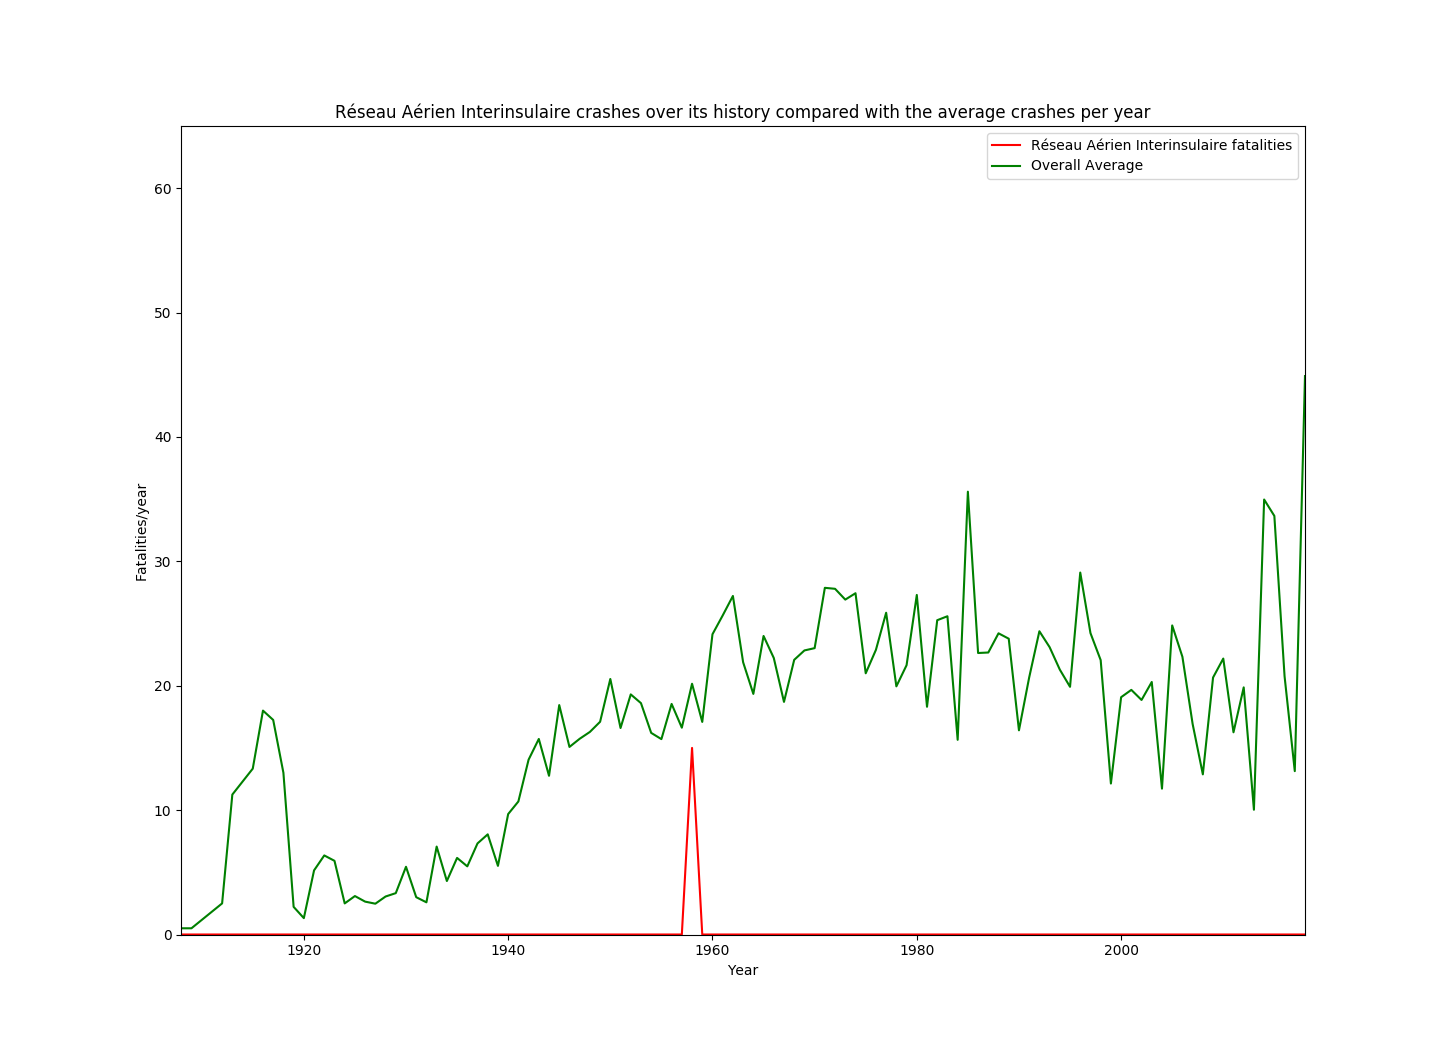 Réseau Aérien Interinsulaire crashes over its history compared with the average crashes per year
Réseau Aérien Interinsulaire fatalities
Overall Average
60
50
40
30
20
10
0
Fatalities/year
1920 1940 1960 1980 2000
Year